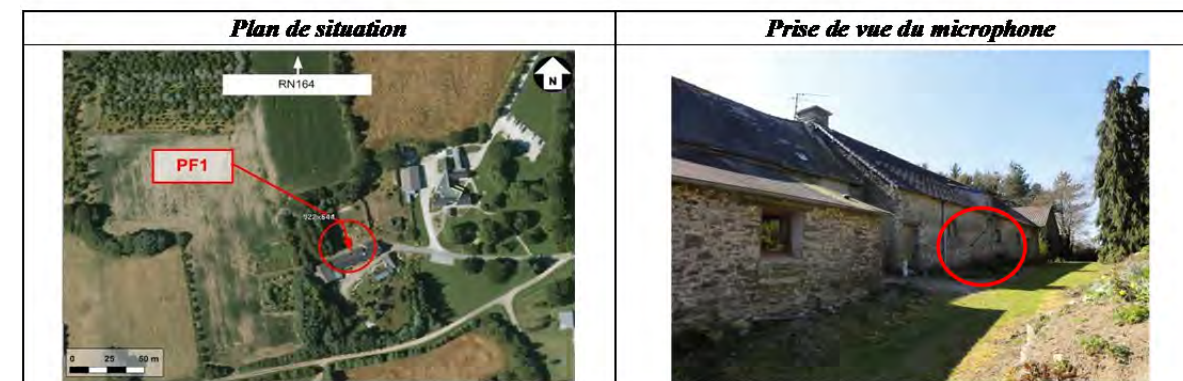 Plan de situation
Prise de vue du microphone
RN164
N
PF1
0 25 50 m